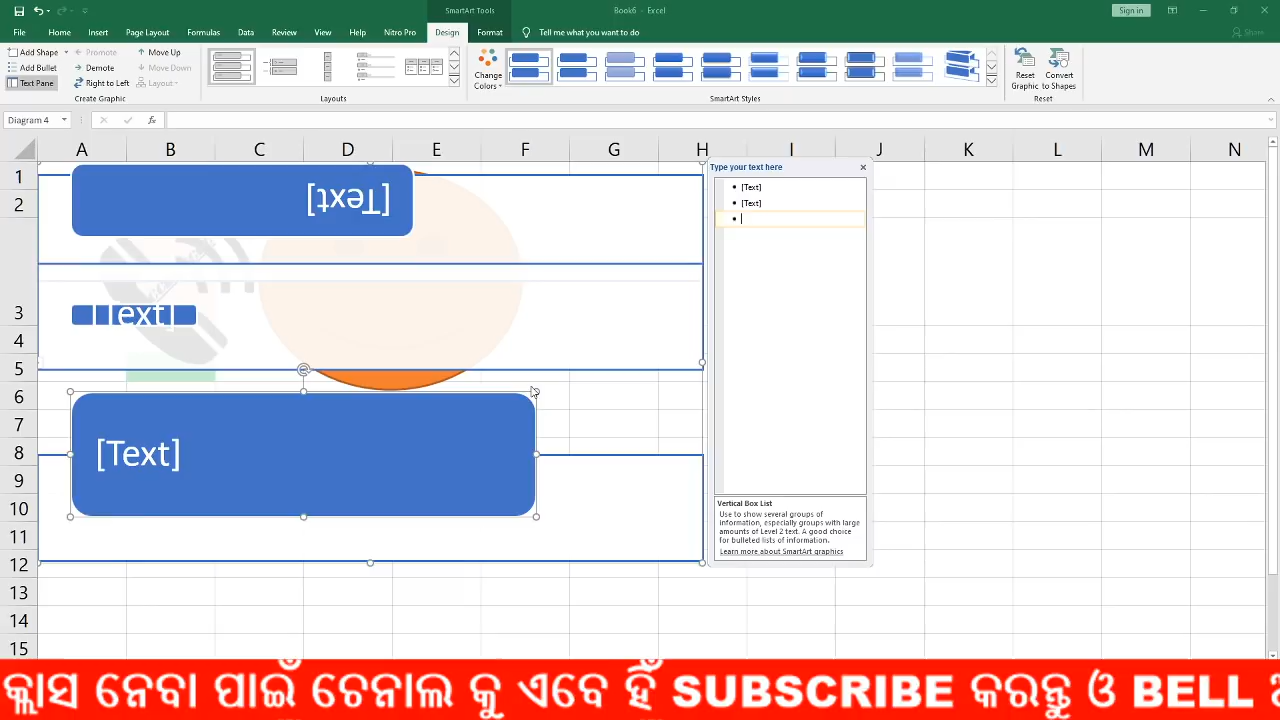 SmartArt Tools
Book6 - Excel
Sign in
File Home Insert Page Layout Formulas Data Review View Help Nitro Pro Design Format Tell me what you want to do Share
Add Shape Promote Move Up
Add Bullet Demote Move Down
Text Pane Right to Left Layout
Create Graphic
Layouts
Change Colors
SmartArt Styles
Reset Graphic
Convert to Shapes
Reset
Diagram 4
fx
A B C D E F G H I J K L M N
1
2
3
4
5
6
7
8
9
10
11
12
13
14
15
[Text]
[Text]
[Text]
Type your text here
[Text]
[Text]
Vertical Box List
Use to show several groups of
information, especially groups with large
amounts of Level 2 text. A good choice
for bulleted lists of information.
Learn more about SmartArt graphics
କ୍ଲାସ ନେବା ପାଇଁ ଚେନାଲ କୁ ଏବେ ହିଁ SUBSCRIBE କରନ୍ତୁ ଓ BELL